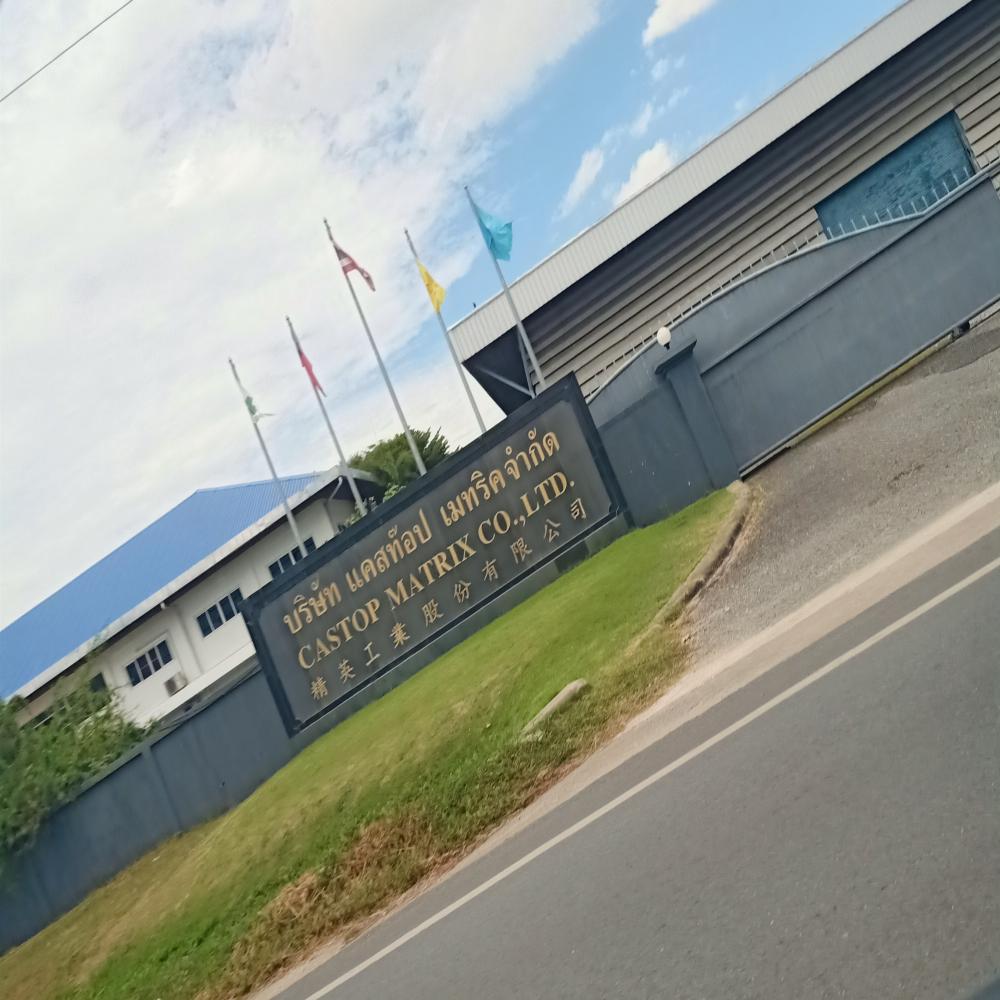 บริษัท แคสท๊อป เมทริคจำกัด
CASTOP MATRIX CO.,LTD.
精英工業股份有限公司